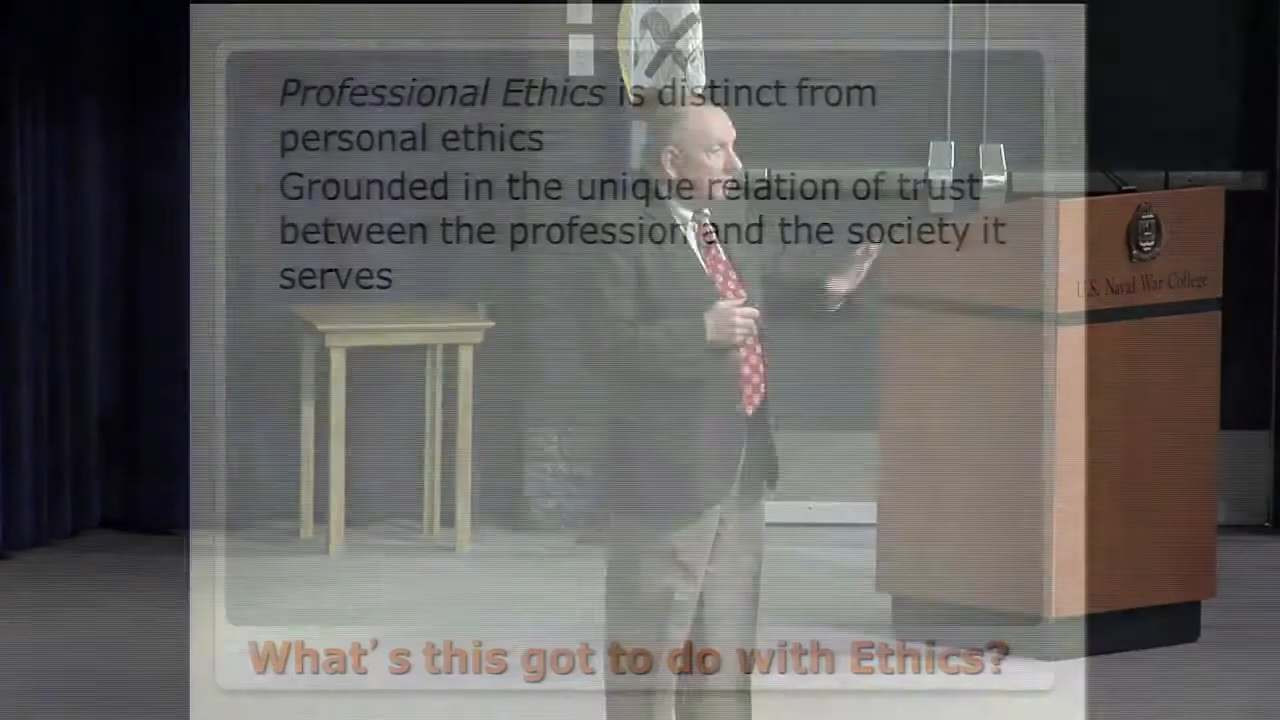 Professional Ethics is distinct from
personal ethics
Grounded in the unique relation of trust
between the profession and the society it
serves
U.S. Naval War College
What's this got to do with Ethics?